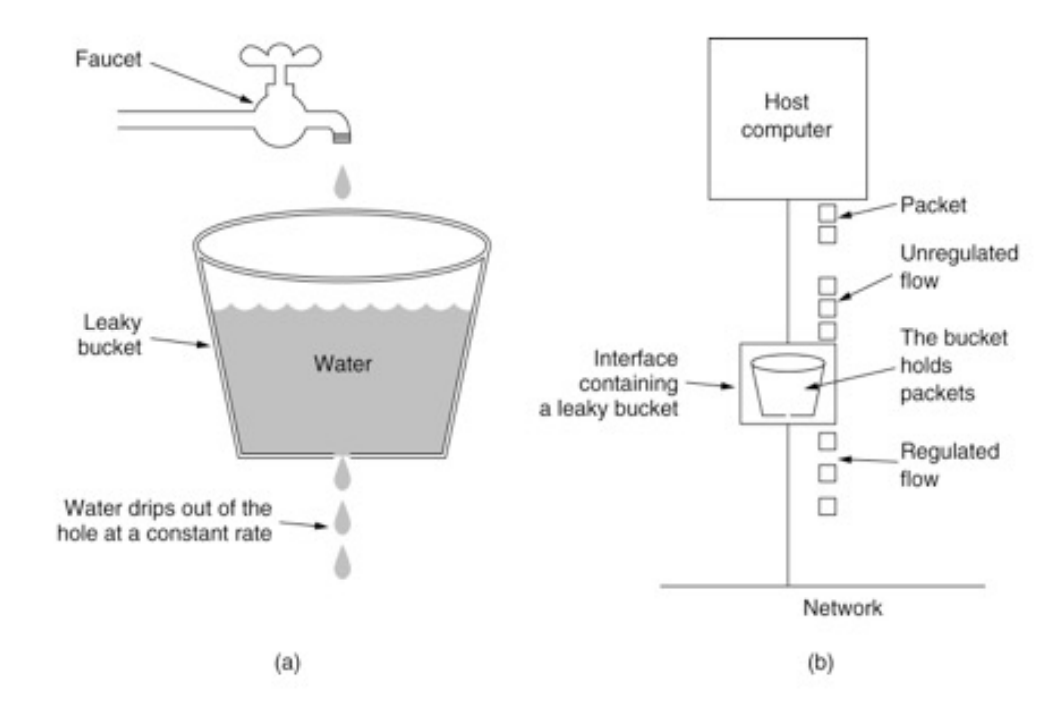 Faucet
Leaky
bucket
Water
Water drips out of the
hole at a constant rate
(a)
Host
computer
Packet
Unregulated
flow
The bucket
holds
packets
Interface
containing
a leaky bucket
Regulated
flow
Network
(b)